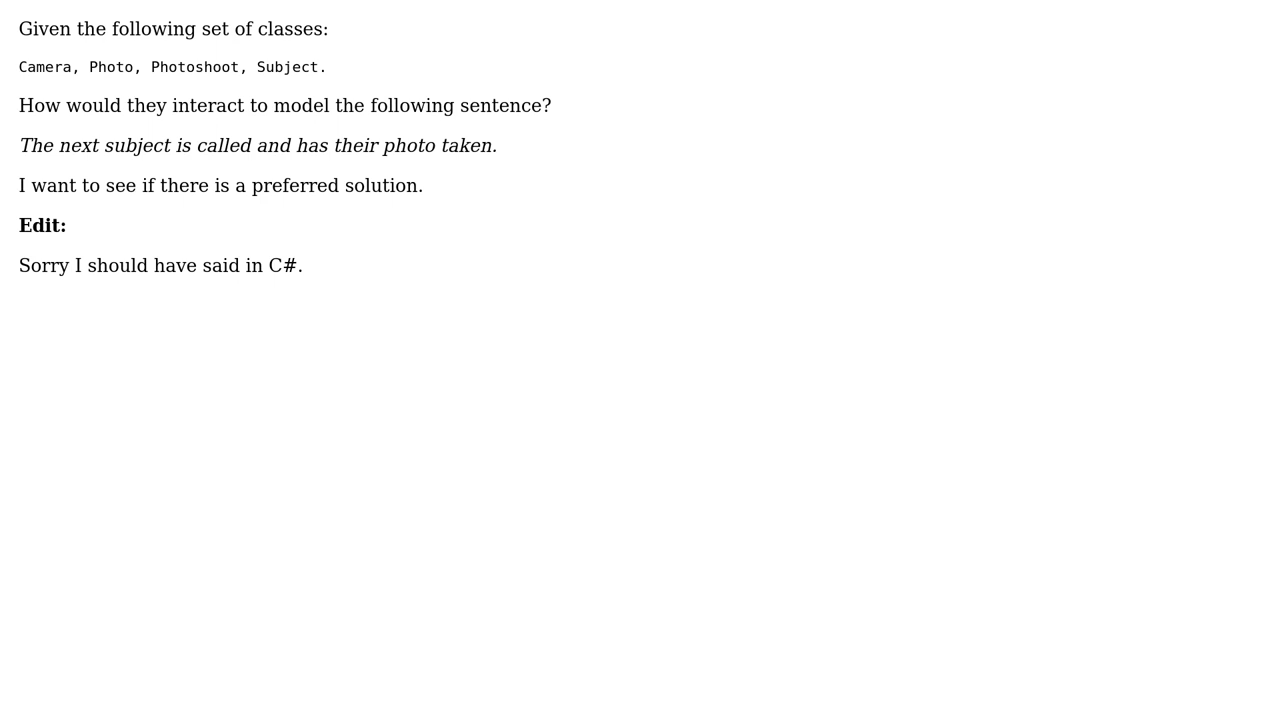 Given the following set of classes:
Camera, Photo, Photoshoot, Subject.
How would they interact to model the following sentence?
The next subject is called and has their photo taken.
I want to see if there is a preferred solution.
Edit:
Sorry I should have said in C#.